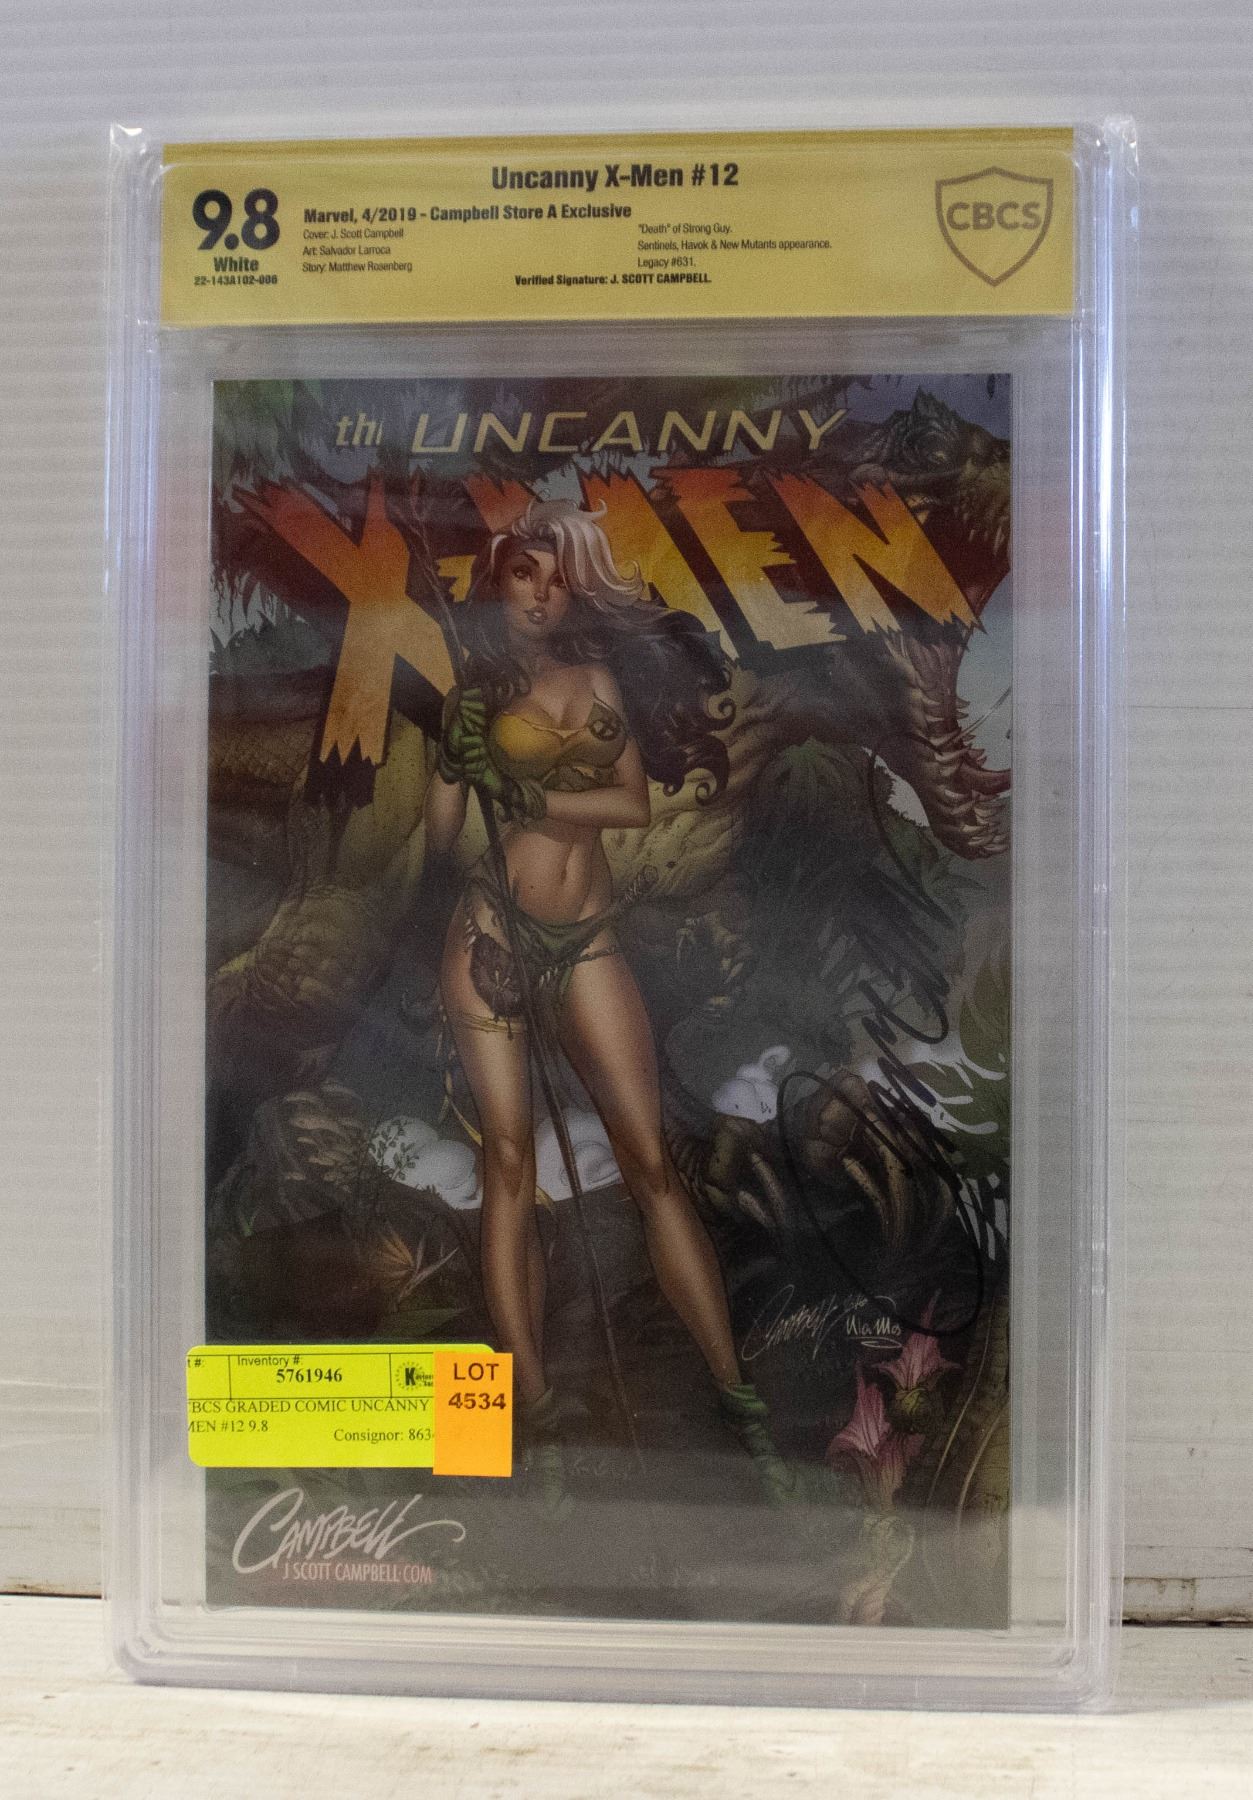 Uncanny X-Men #12
9.8
White
22-143A102-006
Marvel, 4/2019 - Campbell Store A Exclusive
Cover: J. Scott Campbell
Art: Salvador Larroca
Story: Matthew Rosenberg
"Death" of Strong Guy.
Sentinels, Havok & New Mutants appearance.
Legacy #631.
Verified Signature: J. SCOTT CAMPBELL.
CBCS
the UNCANNY
X-MEN
CAMPBELL
t #:
Inventory #:
5761946
LOT
4534
BCS GRADED COMIC UNCANNY
MEN #12 9.8
Consignor: 863
CAMPBELL
J SCOTT CAMPBELL.COM